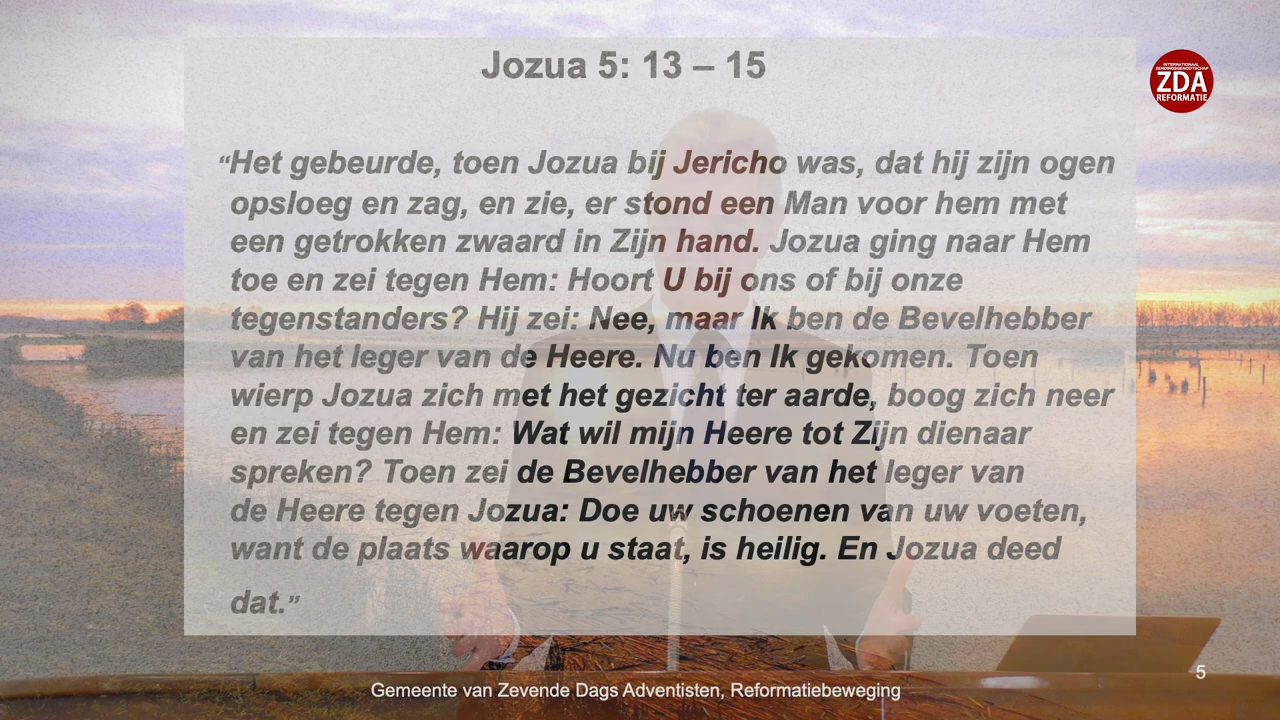 Jozua 5: 13 – 15
INTERNATIONAAL
ZENDINGSGENOOTSCHAP
ZDA
REFORMATIE
“Het gebeurde, toen Jozua bij Jericho was, dat hij zijn ogen
opsloeg en zag, en zie, er stond een Man voor hem met
een getrokken zwaard in Zijn hand. Jozua ging naar Hem
toe en zei tegen Hem: Hoort U bij ons of bij onze
tegenstanders? Hij zei: Nee, maar Ik ben de Bevelhebber
van het leger van de Heere. Nu ben Ik gekomen. Toen
wierp Jozua zich met het gezicht ter aarde, boog zich neer
en zei tegen Hem: Wat wil mijn Heere tot Zijn dienaar
spreken? Toen zei de Bevelhebber van het leger van
de Heere tegen Jozua: Doe uw schoenen van uw voeten,
want de plaats waarop u staat, is heilig. En Jozua deed
dat.”
5
Gemeente van Zevende Dags Adventisten, Reformatiebeweging